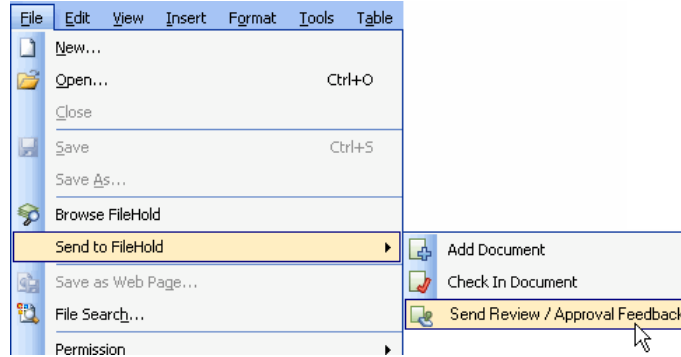 File Edit View Insert Format Tools Table
New...
Open... Ctrl+O
Close
Save Ctrl+S
Save As...
Browse FileHold
Send to FileHold
Add Document
Save as Web Page...
Check In Document
File Search...
Send Review / Approval Feedback
Permission